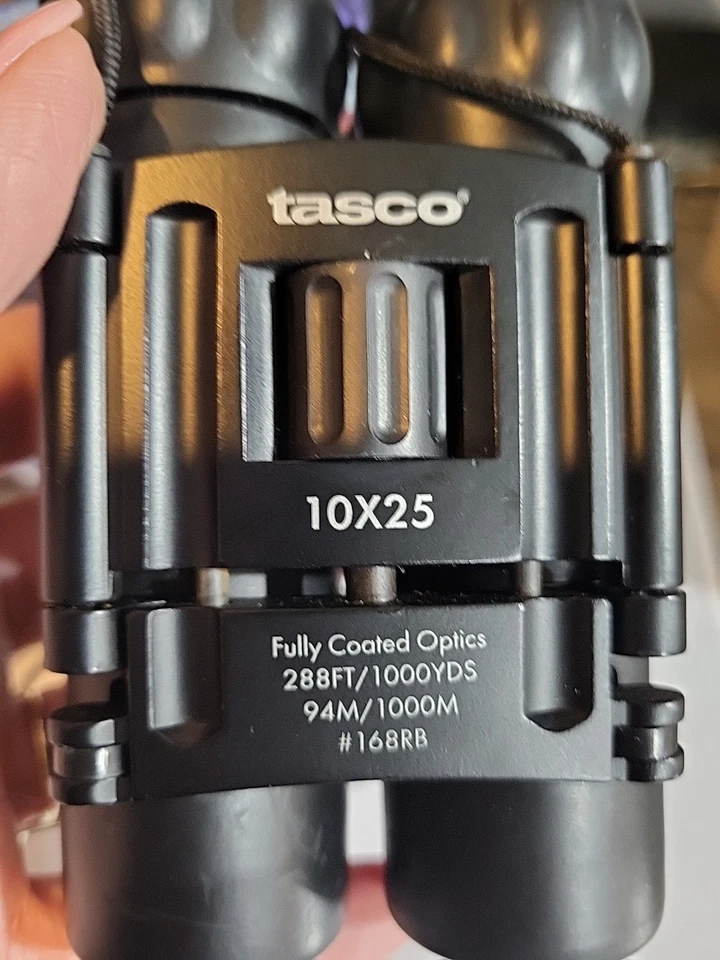 tasco®
10X25
Fully Coated Optics
288FT/1000YDS
94M/1000M
#168RB